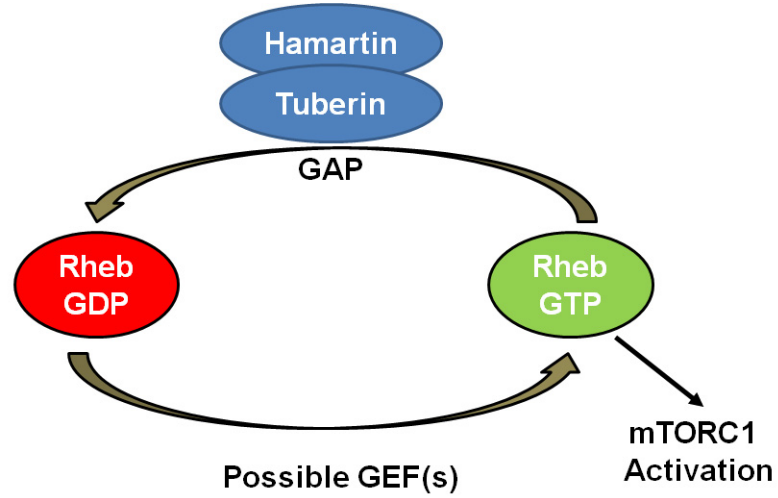 Hamartin
Tuberin
GAP
Rheb
GDP
Rheb
GTP
mTORC1
Activation
Possible GEF(s)